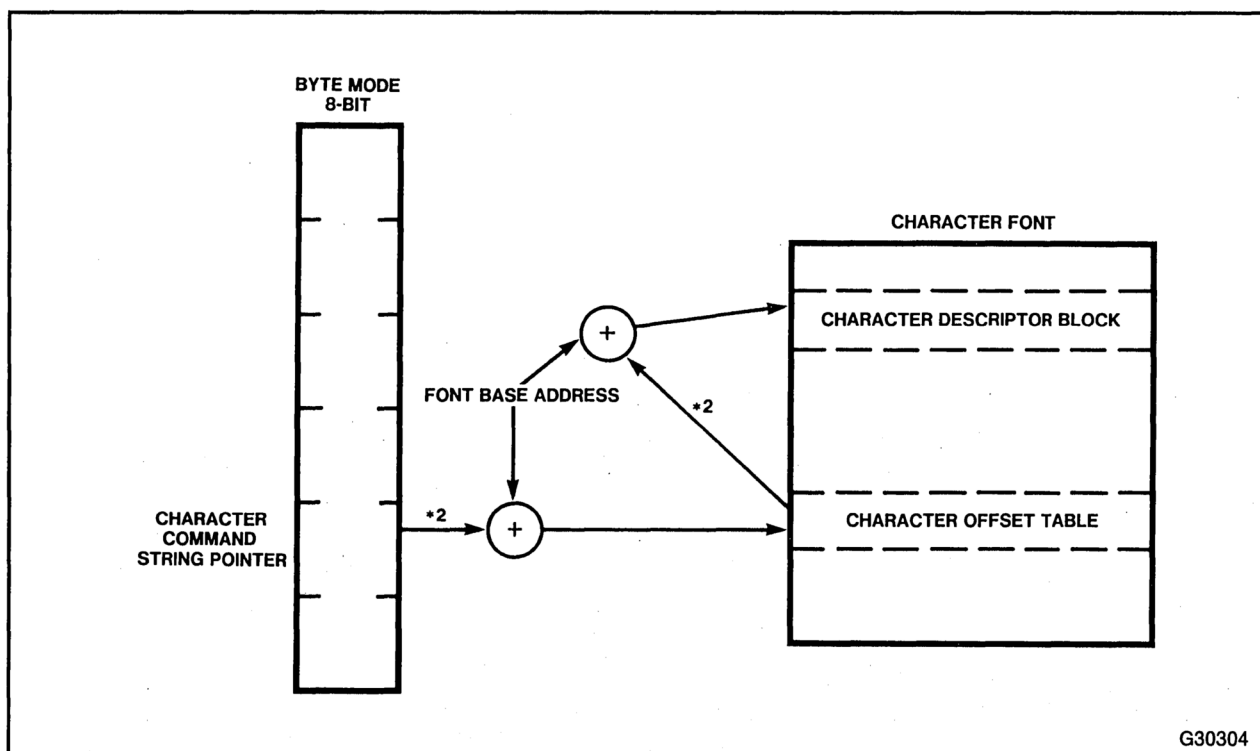 BYTE MODE
8-BIT
CHARACTER FONT
CHARACTER DESCRIPTOR BLOCK
+
FONT BASE ADDRESS
*2
CHARACTER
COMMAND
STRING POINTER
*2
+
CHARACTER OFFSET TABLE
G30304